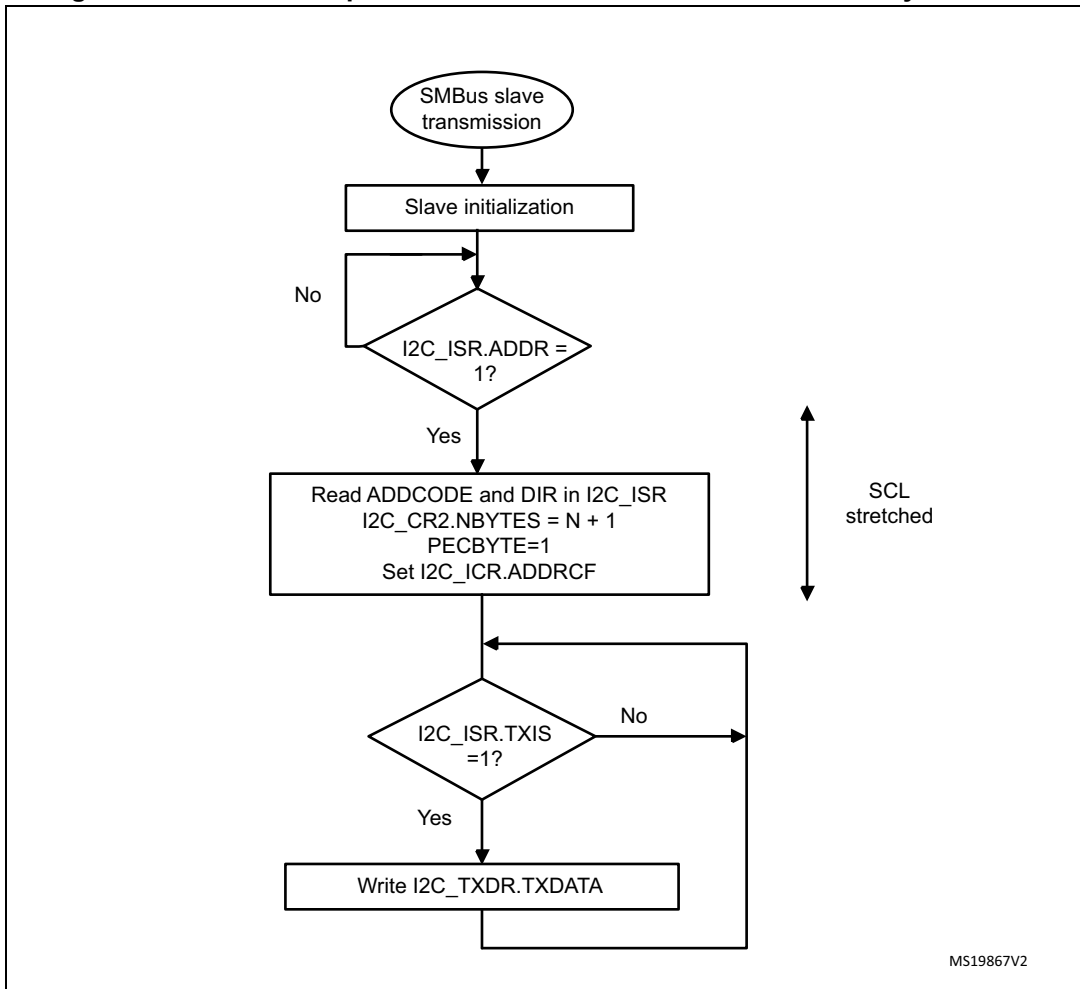 SMBus slave
transmission
Slave initialization
No
I2C_ISR.ADDR =
1?
Yes
Read ADDCODE and DIR in I2C_ISR
I2C_CR2.NBYTES = N + 1
PECBYTE=1
Set I2C_ICR.ADDRCF
SCL
stretched
I2C_ISR.TXIS
=1?
No
Yes
Write I2C_TXDR.TXDATA
MS19867V2